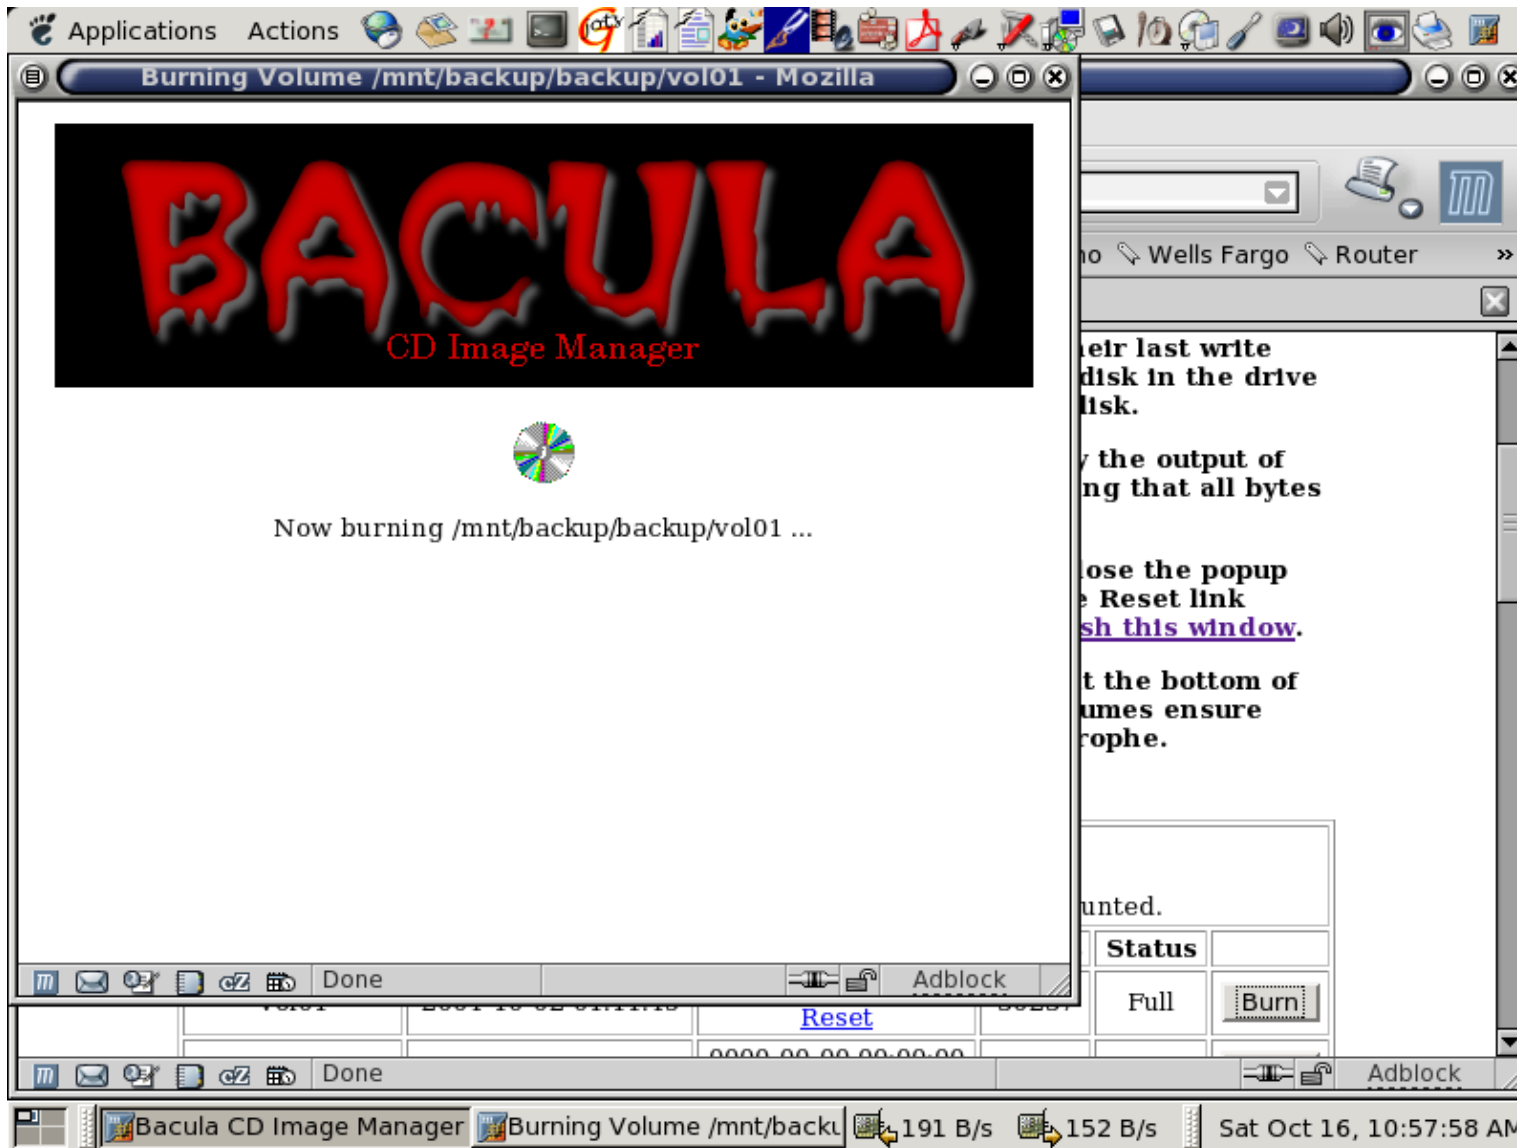 Applications Actions
Burning Volume /mnt/backup/backup/vol01 - Mozilla
BACULA
CD Image Manager
Now burning /mnt/backup/backup/vol01 ...
Wells Fargo Router »
eir last write
disk in the drive
disk.
the output of
ng that all bytes
lose the popup
Reset link
sh this window.
t the bottom of
umes ensure
rophe.
unted.
Status
Done Adblock
Reset Full Burn
Done Adblock
Bacula CD Image Manager Burning Volume /mnt/backu 191 B/s 152 B/s Sat Oct 16, 10:57:58 AM